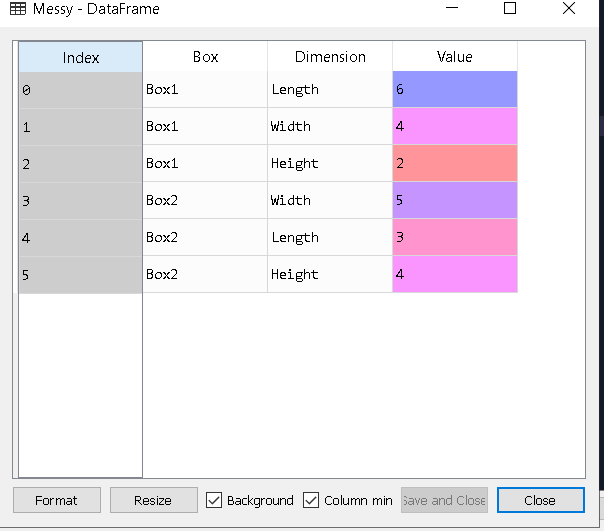 Messy - DataFrame
Index Box Dimension Value
0 Box1 Length 6
1 Box1 Width 4
2 Box1 Height 2
3 Box2 Width 5
4 Box2 Length 3
5 Box2 Height 4
Format Resize Background Column min Save and Close Close